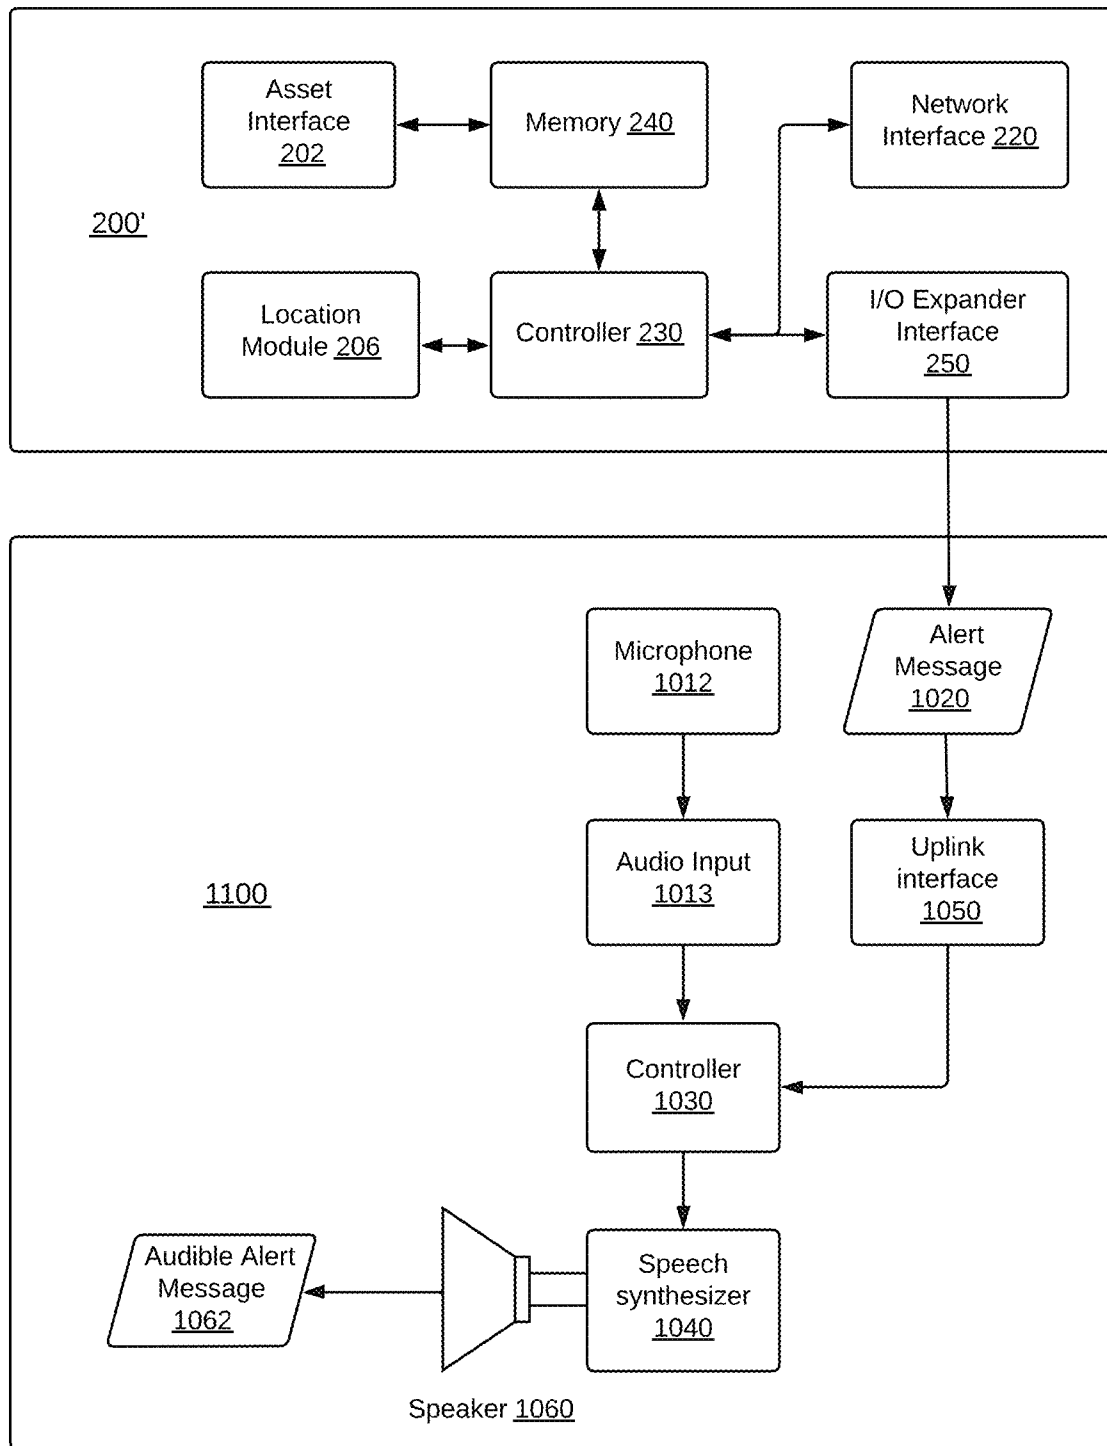 Asset
Interface
202
Memory 240
Network
Interface 220
200'
Location
Module 206
Controller 230
I/O Expander
Interface
250
Microphone
1012
Alert
Message
1020
Audio Input
1013
Uplink
interface
1050
1100
Controller
1030
Audible Alert
Message
1062
Speech
synthesizer
1040
Speaker 1060